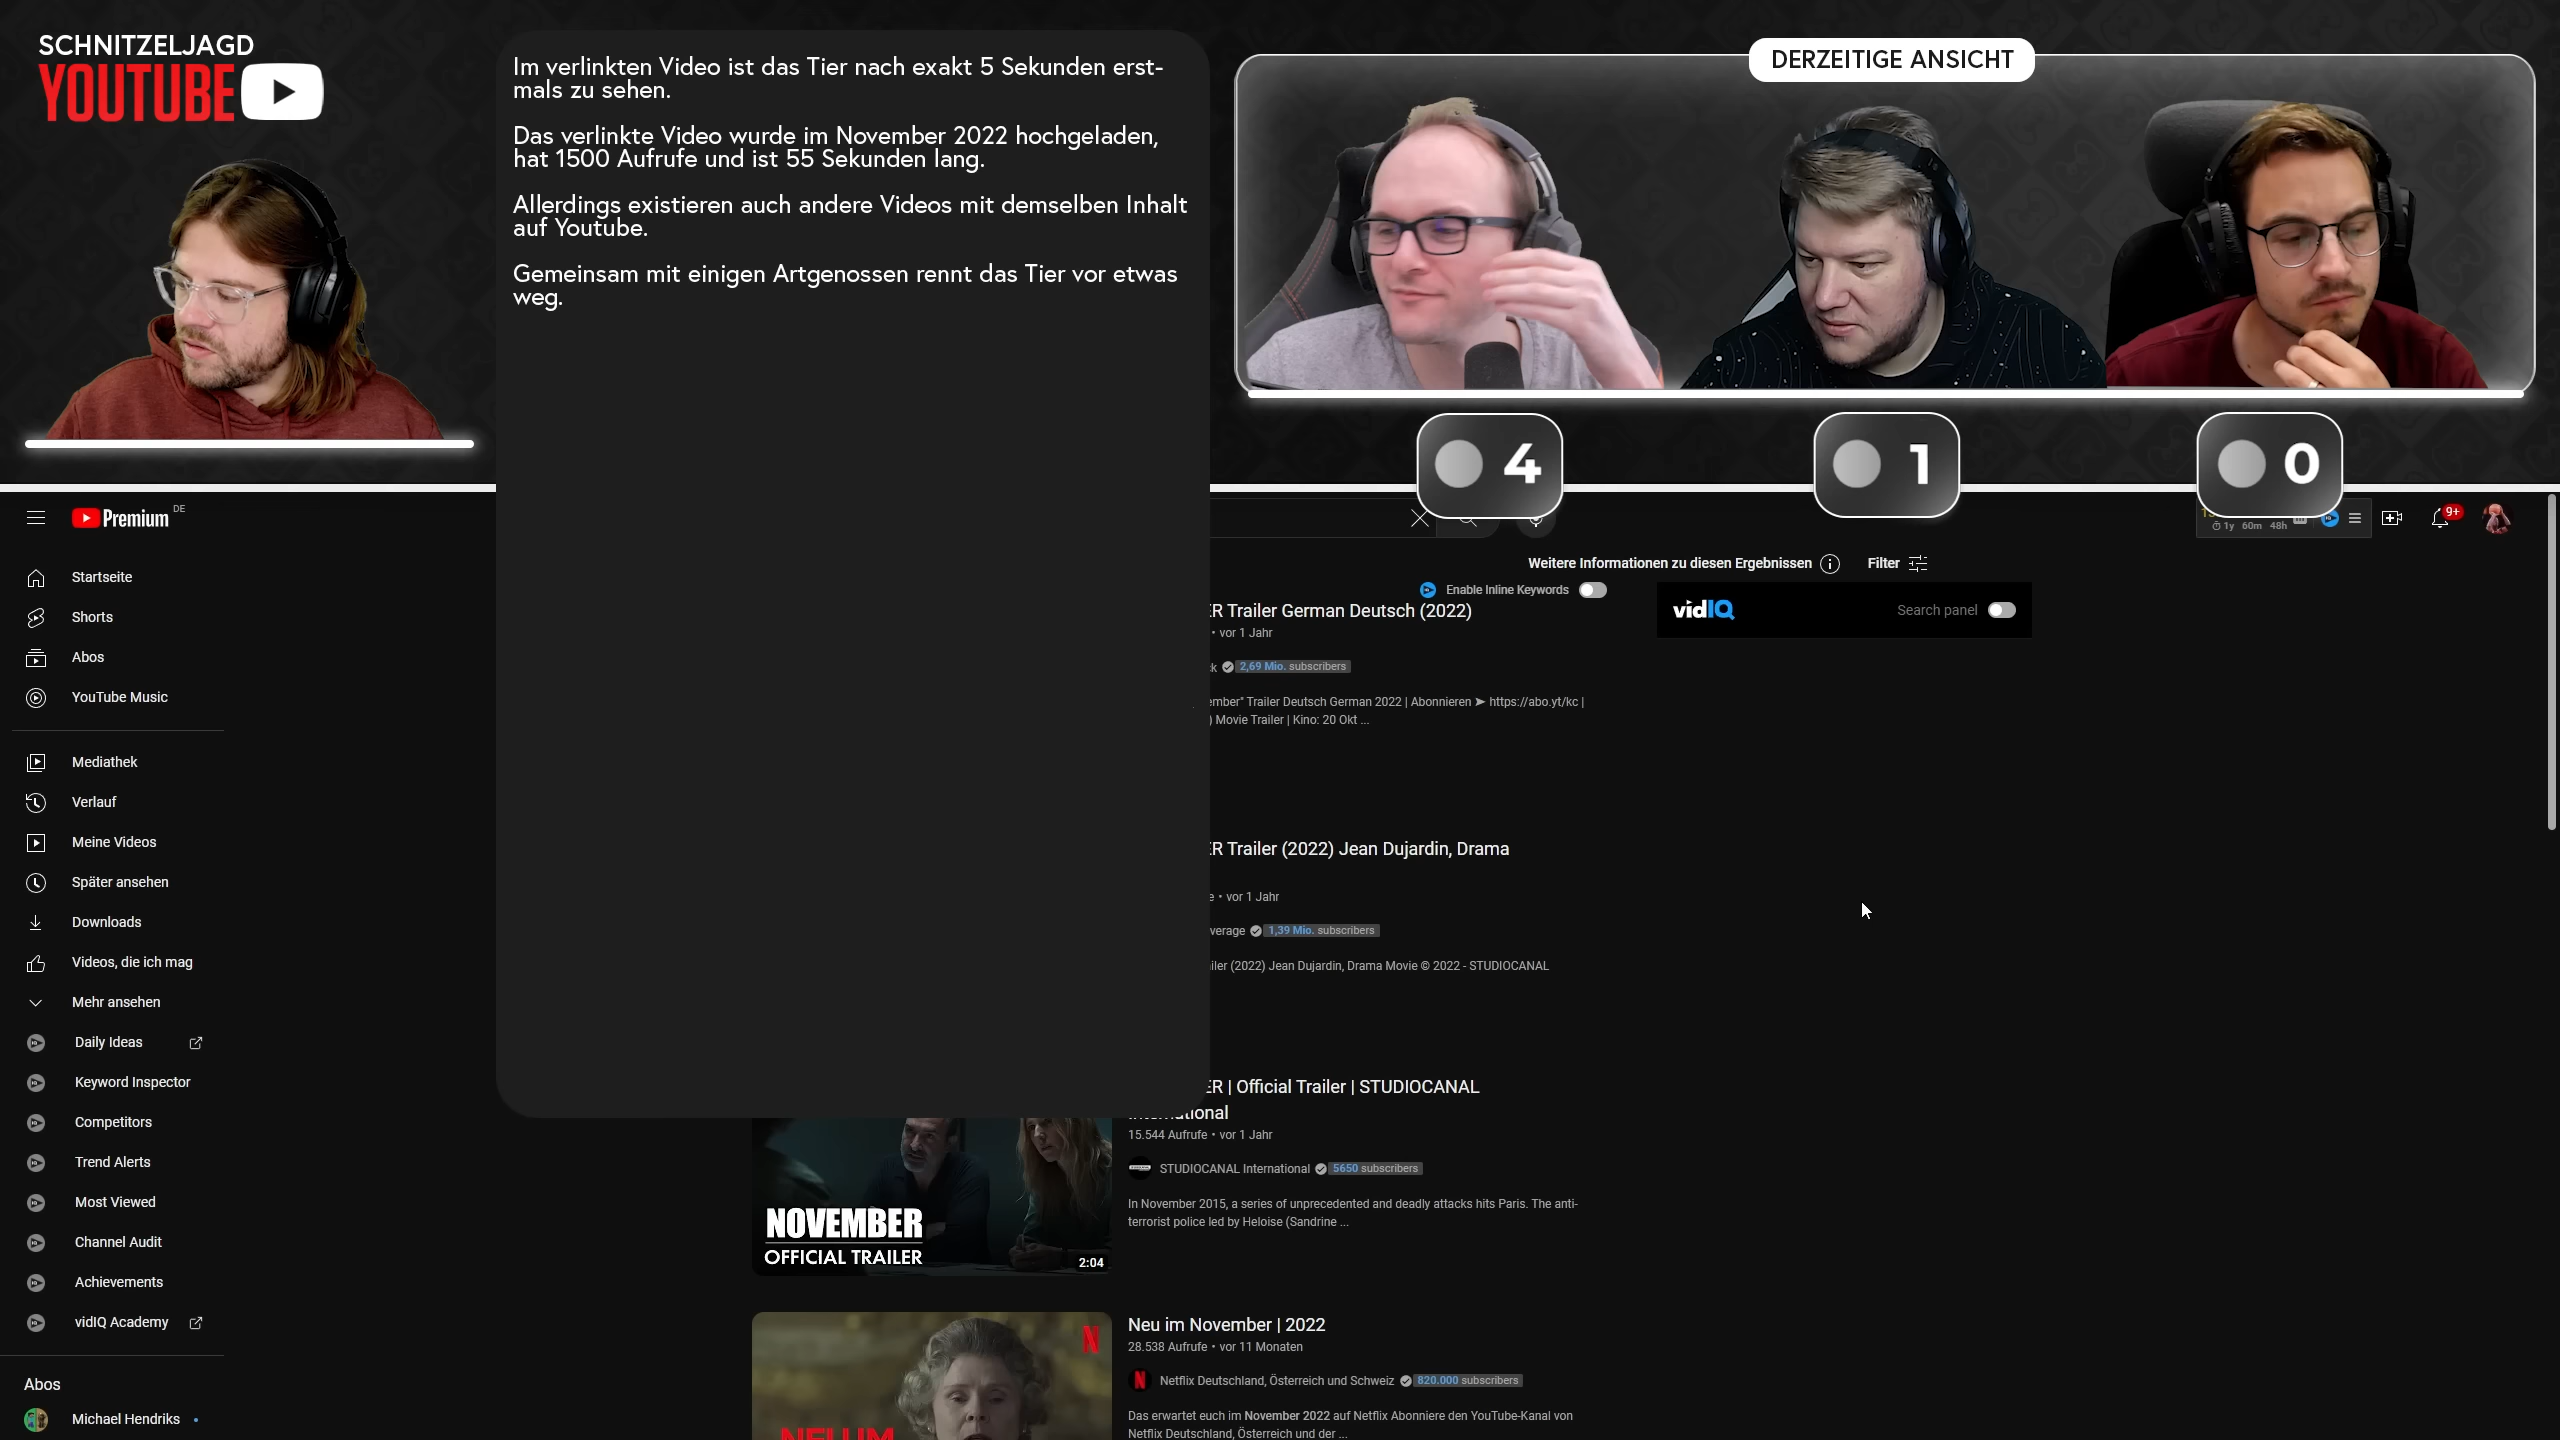 SCHNITZELJAGD
YOUTUBE
Im verlinkten Video ist das Tier nach exakt 5 Sekunden erst-
mals zu sehen.
Das verlinkte Video wurde im November 2022 hochgeladen,
hat 1500 Aufrufe und ist 55 Sekunden lang.
Allerdings existieren auch andere Videos mit demselben Inhalt
auf Youtube.
Gemeinsam mit einigen Artgenossen rennt das Tier vor etwas
weg.
DERZEITIGE ANSICHT
4
1
0
Premium DE
1y 60m 48h
9+
Startseite
Shorts
Abos
YouTube Music
Mediathek
Verlauf
Meine Videos
Später ansehen
Downloads
Videos, die ich mag
Mehr ansehen
Daily Ideas
Keyword Inspector
Competitors
Trend Alerts
Most Viewed
Channel Audit
Achievements
vidIQ Academy
Abos
Michael Hendriks
Weitere Informationen zu diesen Ergebnissen
Filter
Enable Inline Keywords
vidIQ
Search panel
ER Trailer German Deutsch (2022)
• vor 1 Jahr
ck 2,69 Mio. subscribers
ember" Trailer Deutsch German 2022 | Abonnieren ➤ https://abo.yt/kc |
) Movie Trailer | Kino: 20 Okt ...
ER Trailer (2022) Jean Dujardin, Drama
e • vor 1 Jahr
verage 1,39 Mio. subscribers
iler (2022) Jean Dujardin, Drama Movie © 2022 - STUDIOCANAL
ER | Official Trailer | STUDIOCANAL
International
15.544 Aufrufe • vor 1 Jahr
STUDIOCANAL International 5650 subscribers
In November 2015, a series of unprecedented and deadly attacks hits Paris. The anti-
terrorist police led by Heloise (Sandrine ...
NOVEMBER
OFFICIAL TRAILER
2:04
Neu im November | 2022
28.538 Aufrufe • vor 11 Monaten
Netflix Deutschland, Österreich und Schweiz 820.000 subscribers
Das erwartet euch im November 2022 auf Netflix Abonniere den YouTube-Kanal von
Netflix Deutschland, Österreich und der ...
N
NEU IM